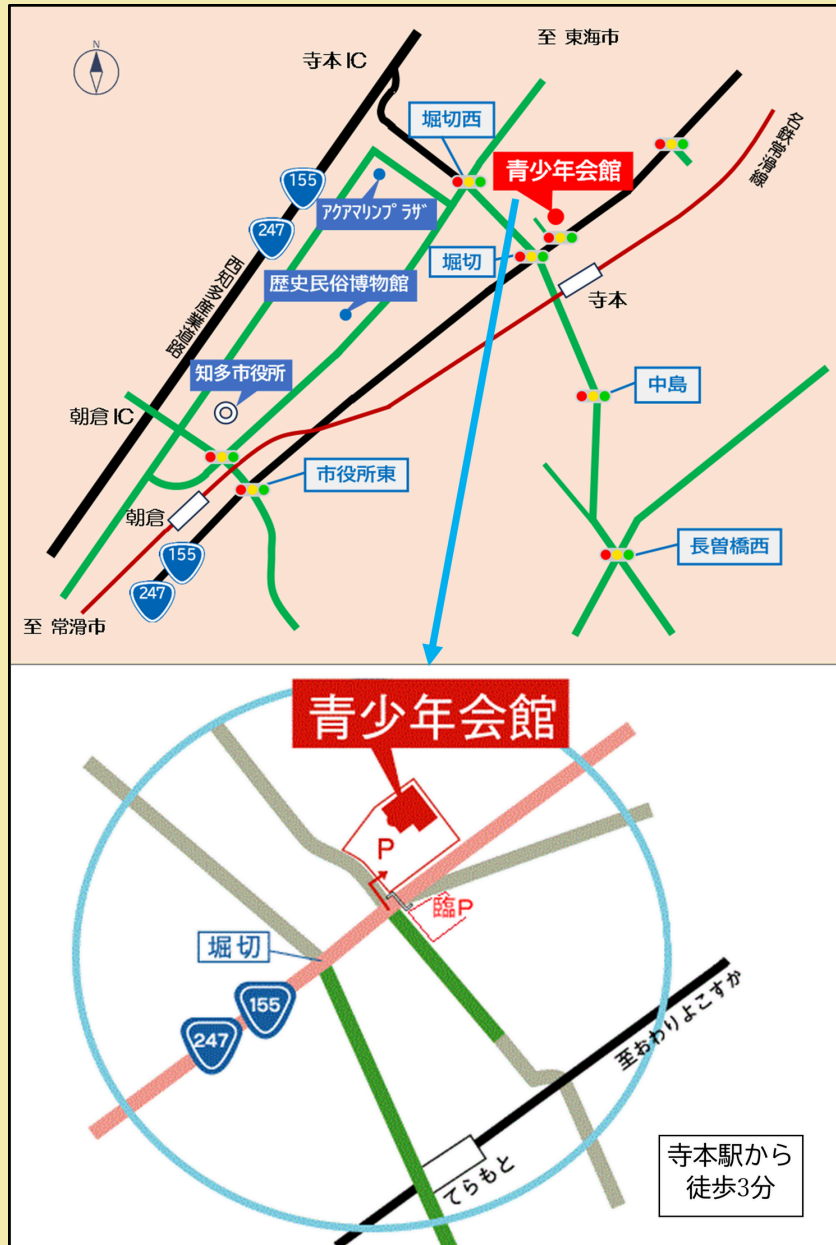 N
至 東海市
寺本IC
堀切西
名鉄常滑線
青少年会館
155
アクアマリンプラザ
247
堀切
歴史民俗博物館
寺本
西知多産業道路
知多市役所
中島
朝倉IC
市役所東
朝倉
長曽橋西
155
247
至 常滑市
青少年会館
P
臨P
堀切
155
247
至おわりよこすか
てらもと
寺本駅から
徒歩3分